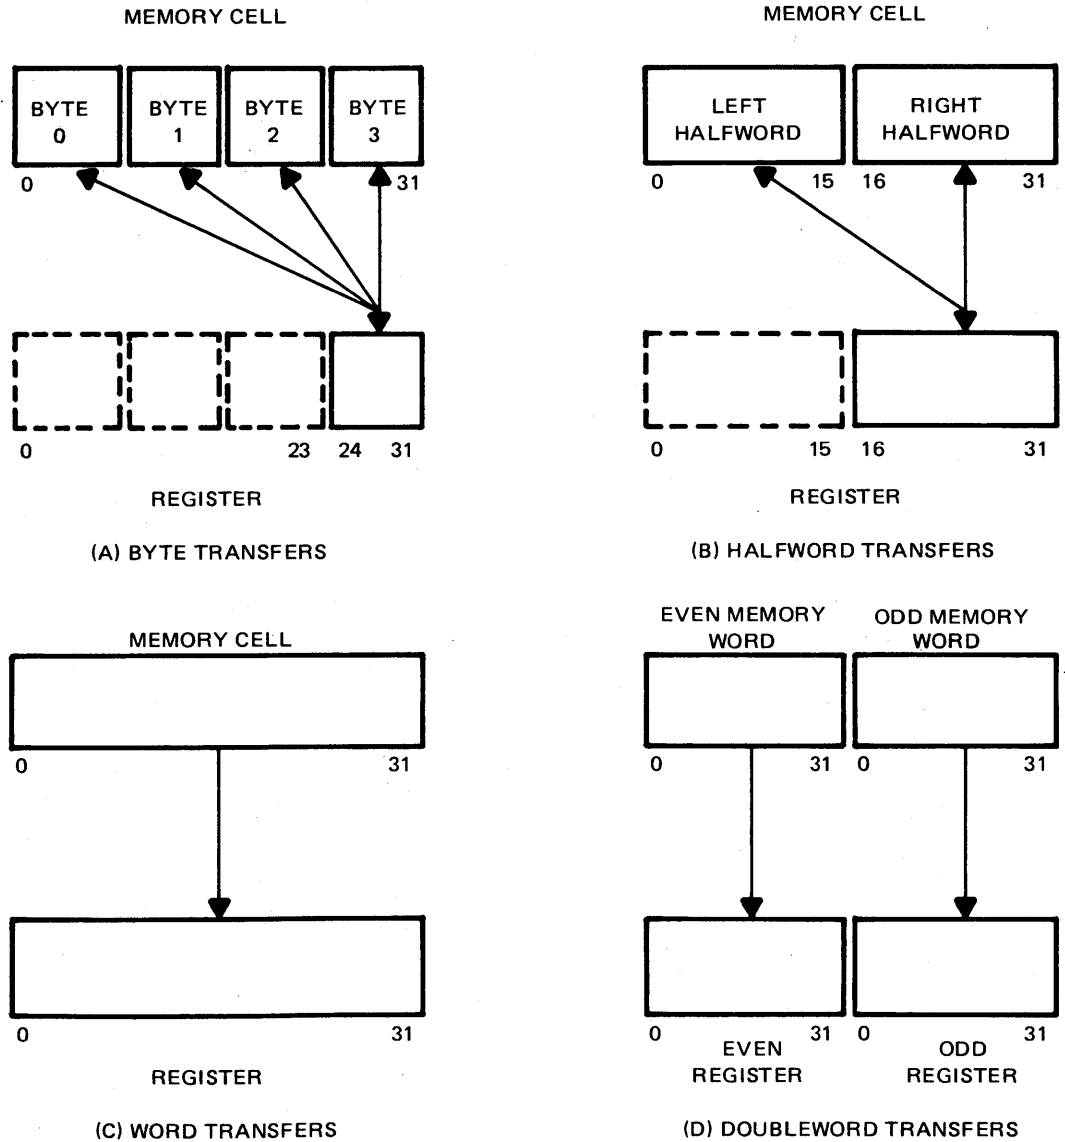 MEMORY CELL
BYTE 0
BYTE 1
BYTE 2
BYTE 3
0 31
0 23 24 31
REGISTER
(A) BYTE TRANSFERS
MEMORY CELL
LEFT HALFWORD
RIGHT HALFWORD
0 15 16 31
0 15 16 31
REGISTER
(B) HALFWORD TRANSFERS
MEMORY CELL
0 31
0 31
REGISTER
(C) WORD TRANSFERS
EVEN MEMORY WORD
ODD MEMORY WORD
0 31 0 31
0 31 0 31
EVEN REGISTER
ODD REGISTER
(D) DOUBLEWORD TRANSFERS